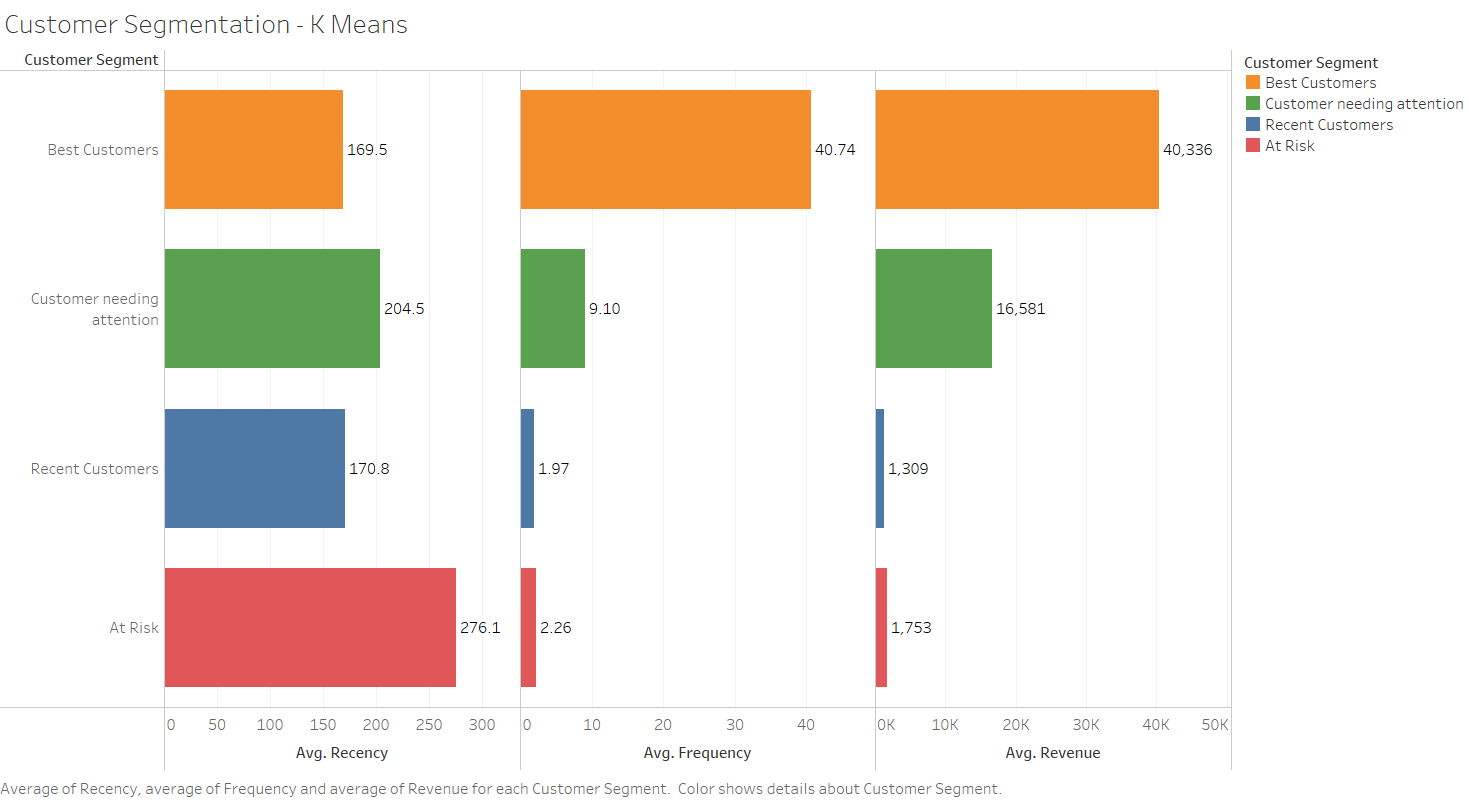 Customer Segmentation - K Means
Customer Segment
Best Customers
169.5
40.74
40,336
Customer needing
attention
204.5
9.10
16,581
Recent Customers
170.8
1.97
1,309
At Risk
276.1
2.26
1,753
0 50 100 150 200 250 300
0 10 20 30 40
0K 10K 20K 30K 40K 50K
Avg. Recency
Avg. Frequency
Avg. Revenue
Customer Segment
Best Customers
Customer needing attention
Recent Customers
At Risk
Average of Recency, average of Frequency and average of Revenue for each Customer Segment.  Color shows details about Customer Segment.